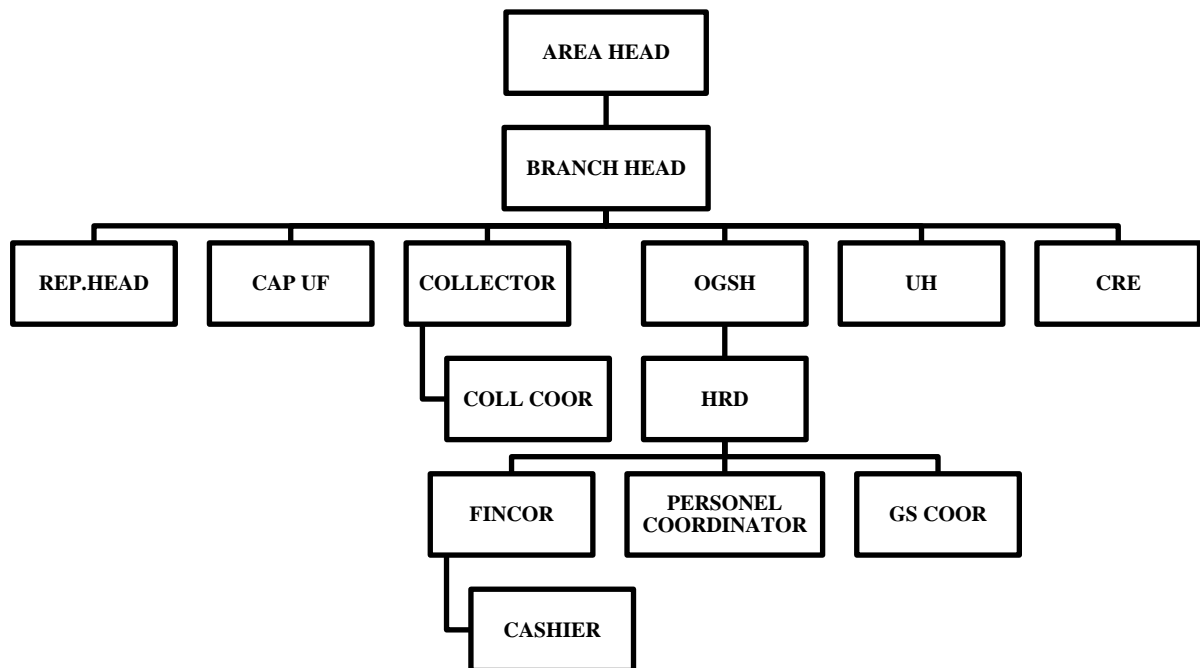 AREA HEAD
BRANCH HEAD
REP.HEAD
CAP UF
COLLECTOR
OGSH
UH
CRE
COLL COOR
HRD
FINCOR
PERSONEL
COORDINATOR
GS COOR
CASHIER